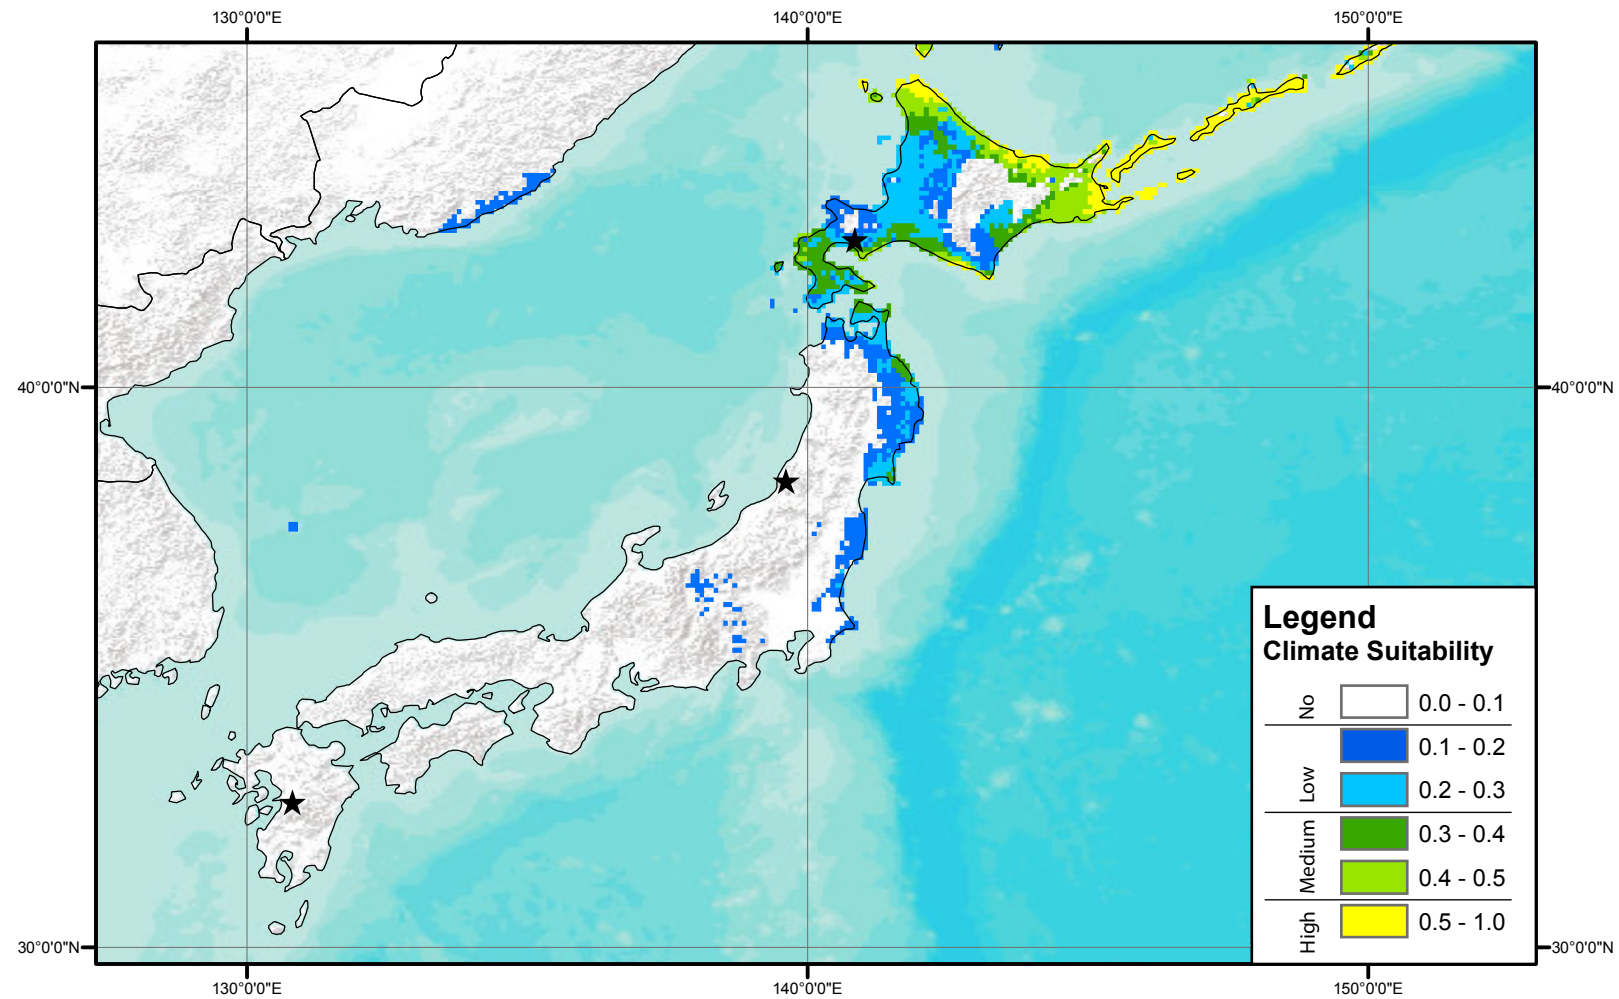 130°0'0"E 140°0'0"E 150°0'0"E
40°0'0"N 40°0'0"N
Legend
Climate Suitability
No 0.0 - 0.1
0.1 - 0.2
Low 0.2 - 0.3
Medium 0.3 - 0.4
0.4 - 0.5
High 0.5 - 1.0
30°0'0"N 30°0'0"N
130°0'0"E 140°0'0"E 150°0'0"E